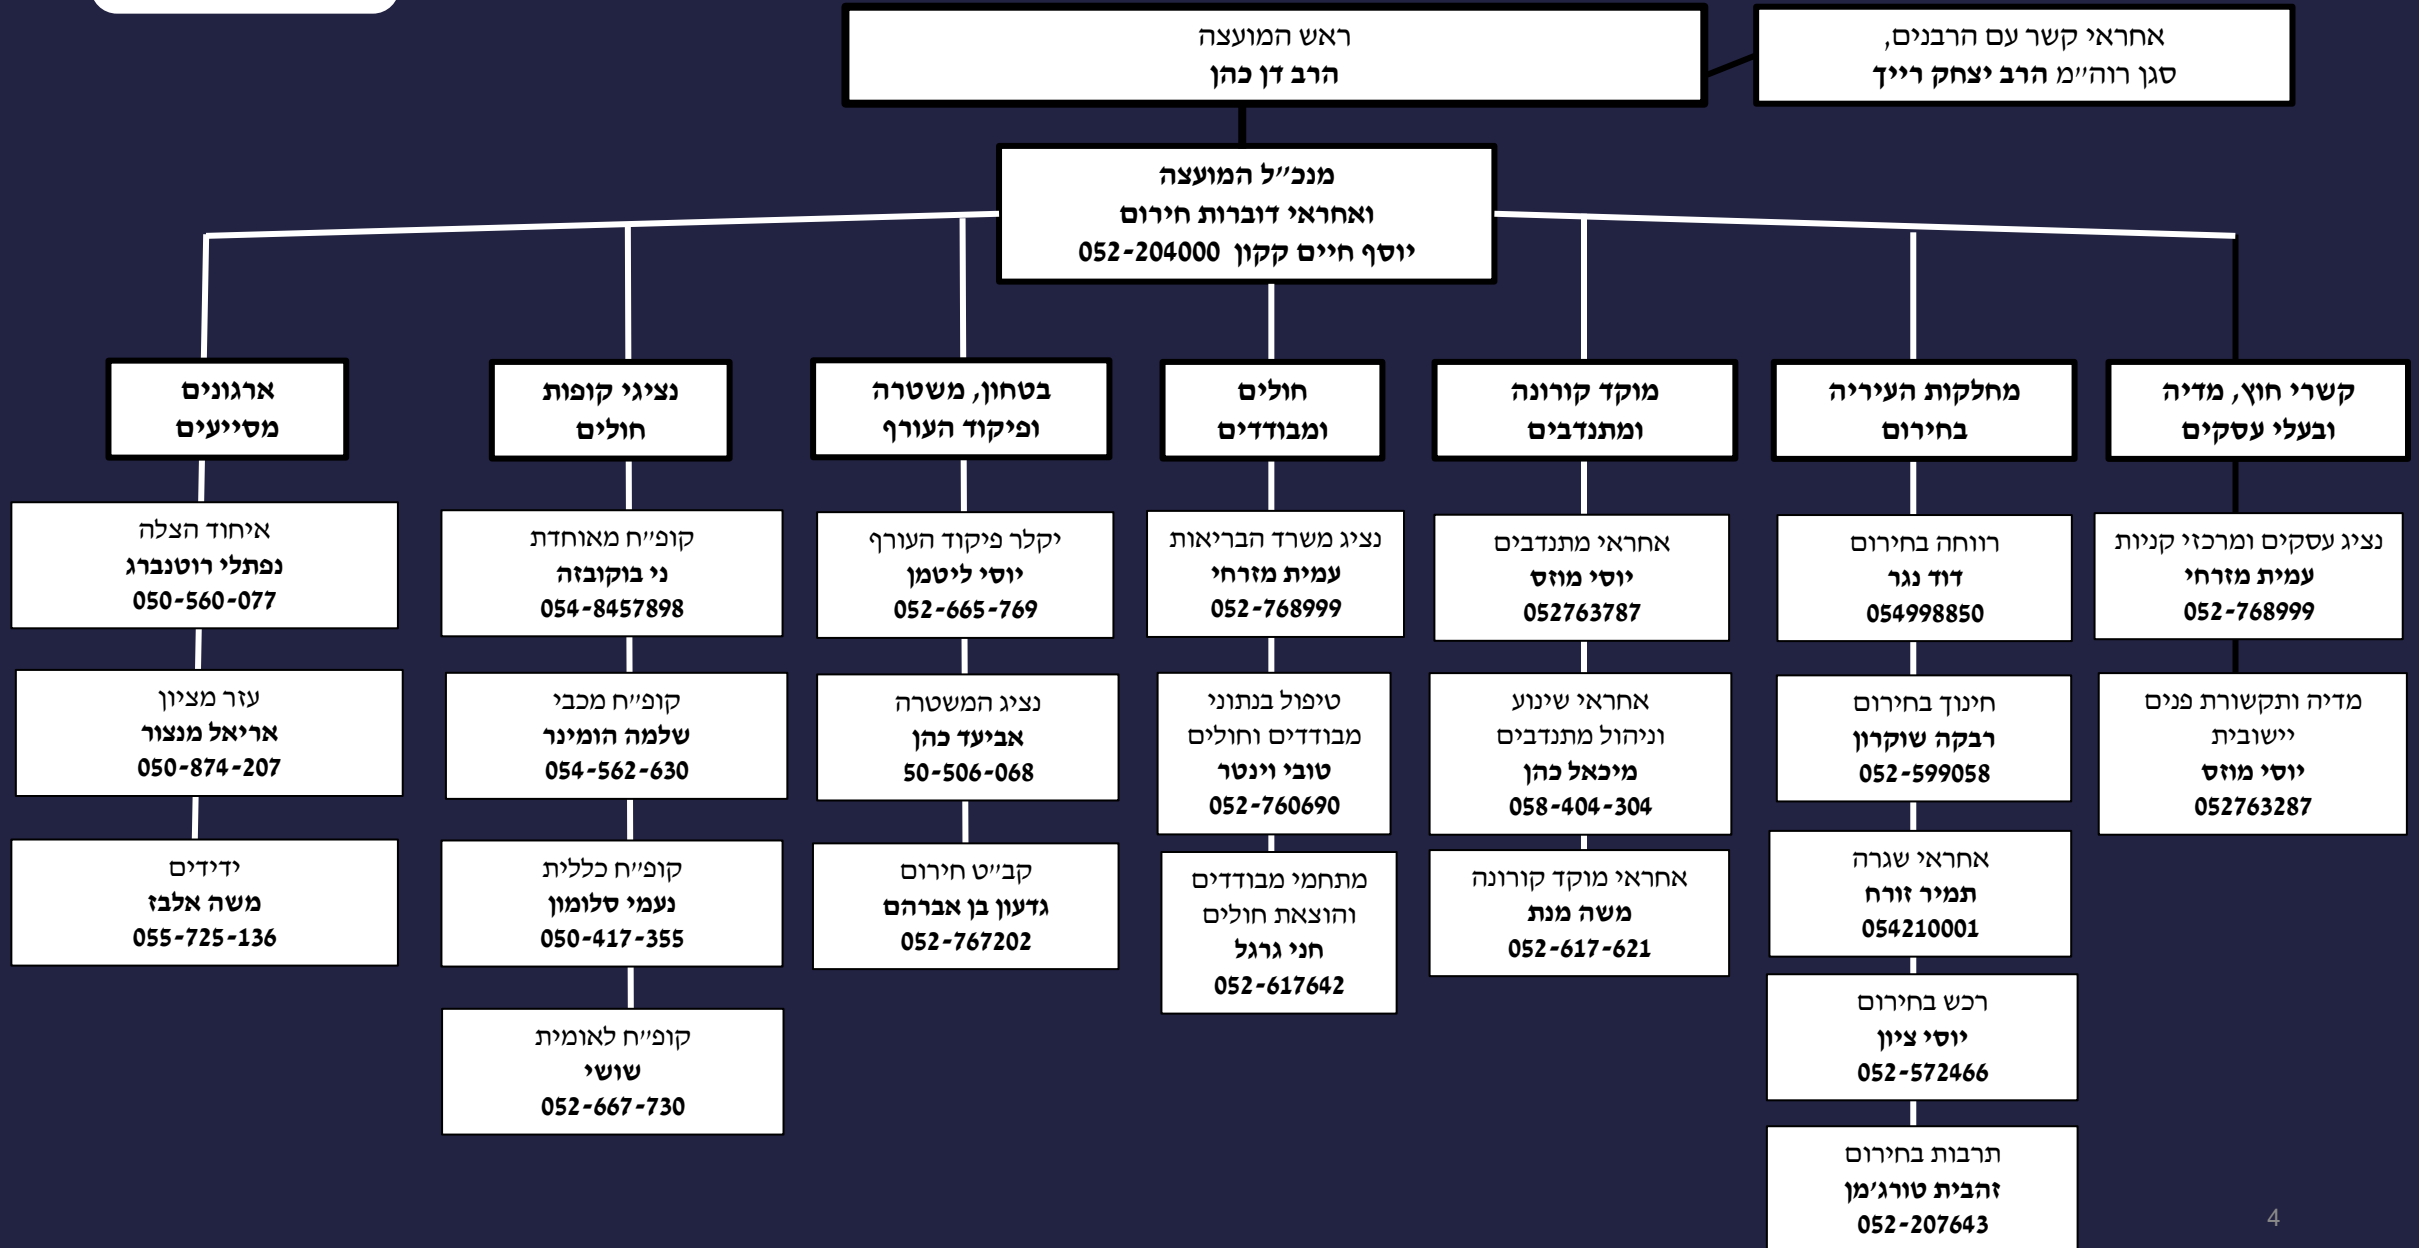 ראש המועצה
הרב דן כהן
אחראי קשר עם הרבנים,
סגן רוה״מ הרב יצחק רייך
מנכ״ל המועצה
ואחראי דוברות חירום
יוסף חיים קקון 052-204000
קשרי חוץ, מדיה
ובעלי עסקים
נציג עסקים ומרכזי קניות
עמית מזרחי
052-768999
מדיה ותקשורת פנים
יישובית
יוסי מוזס
052763287
מחלקות העיריה
בחירום
רווחה בחירום
דוד נגר
054998850
חינוך בחירום
רבקה שוקרון
052-599058
אחראי שגרה
תמיר זורח
054210001
רכש בחירום
יוסי ציון
052-572466
תרבות בחירום
זהבית טורג׳מן
052-207643
מוקד קורונה
ומתנדבים
אחראי מתנדבים
יוסי מוזס
052763787
אחראי שינוע
וניהול מתנדבים
מיכאל כהן
058-404-304
אחראי מוקד קורונה
משה מנת
052-617-621
חולים
ומבודדים
נציג משרד הבריאות
עמית מזרחי
052-768999
טיפול בנתוני
מבודדים וחולים
טובי וינטר
052-760690
מתחמי מבודדים
והוצאת חולים
חני גרגל
052-617642
בטחון, משטרה
ופיקוד העורף
יקלר פיקוד העורף
יוסי ליטמן
052-665-769
נציג המשטרה
אביעד כהן
50-506-068
קב״ט חירום
גדעון בן אברהם
052-767202
נציגי קופות
חולים
קופ״ח מאוחדת
ני בוקובזה
054-8457898
קופ״ח מכבי
שלמה הומינר
054-562-630
קופ״ח כללית
נעמי סלומון
050-417-355
קופ״ח לאומית
שושי
052-667-730
ארגונים
מסייעים
איחוד הצלה
נפתלי רוטנברג
050-560-077
עזר מציון
אריאל מנצור
050-874-207
ידידים
משה אלבז
055-725-136
4